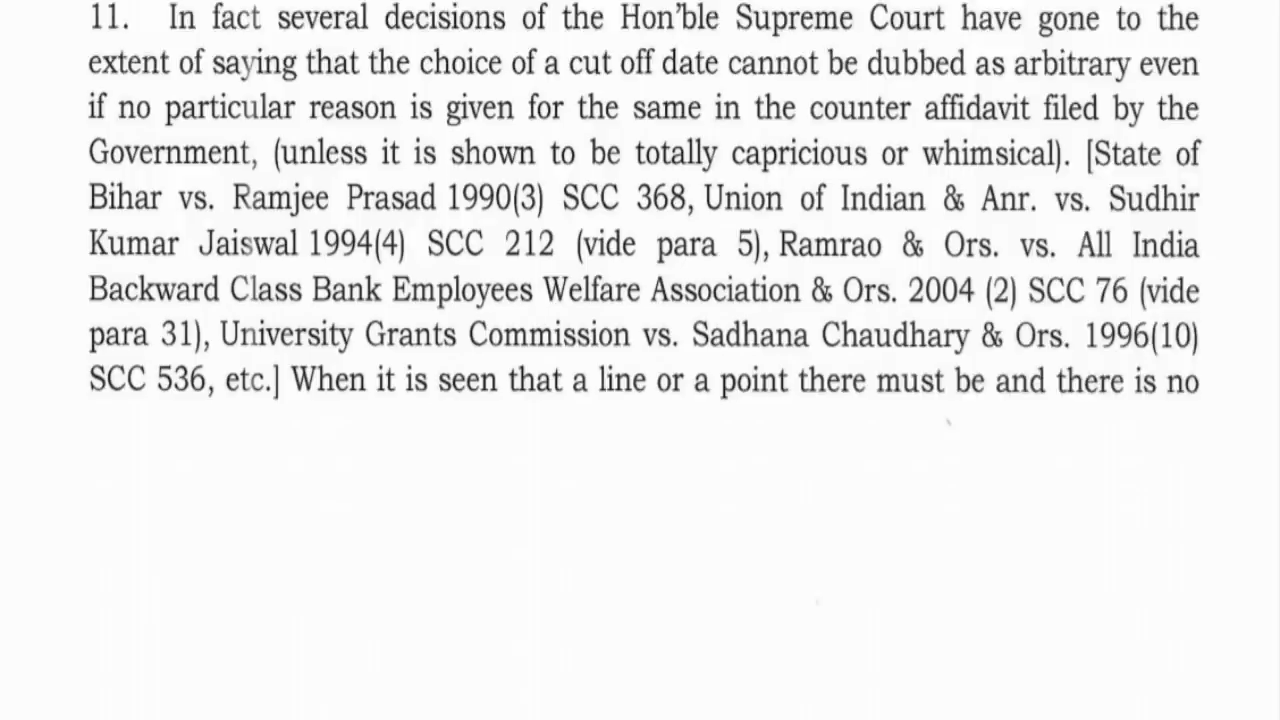 11. In fact several decisions of the Hon'ble Supreme Court have gone to the
extent of saying that the choice of a cut off date cannot be dubbed as arbitrary even
if no particular reason is given for the same in the counter affidavit filed by the
Government, (unless it is shown to be totally capricious or whimsical). [State of
Bihar vs. Ramjee Prasad 1990(3) SCC 368, Union of Indian & Anr. vs. Sudhir
Kumar Jaiswal 1994(4) SCC 212 (vide para 5), Ramrao & Ors. vs. All India
Backward Class Bank Employees Welfare Association & Ors. 2004 (2) SCC 76 (vide
para 31), University Grants Commission vs. Sadhana Chaudhary & Ors. 1996(10)
SCC 536, etc.] When it is seen that a line or a point there must be and there is no